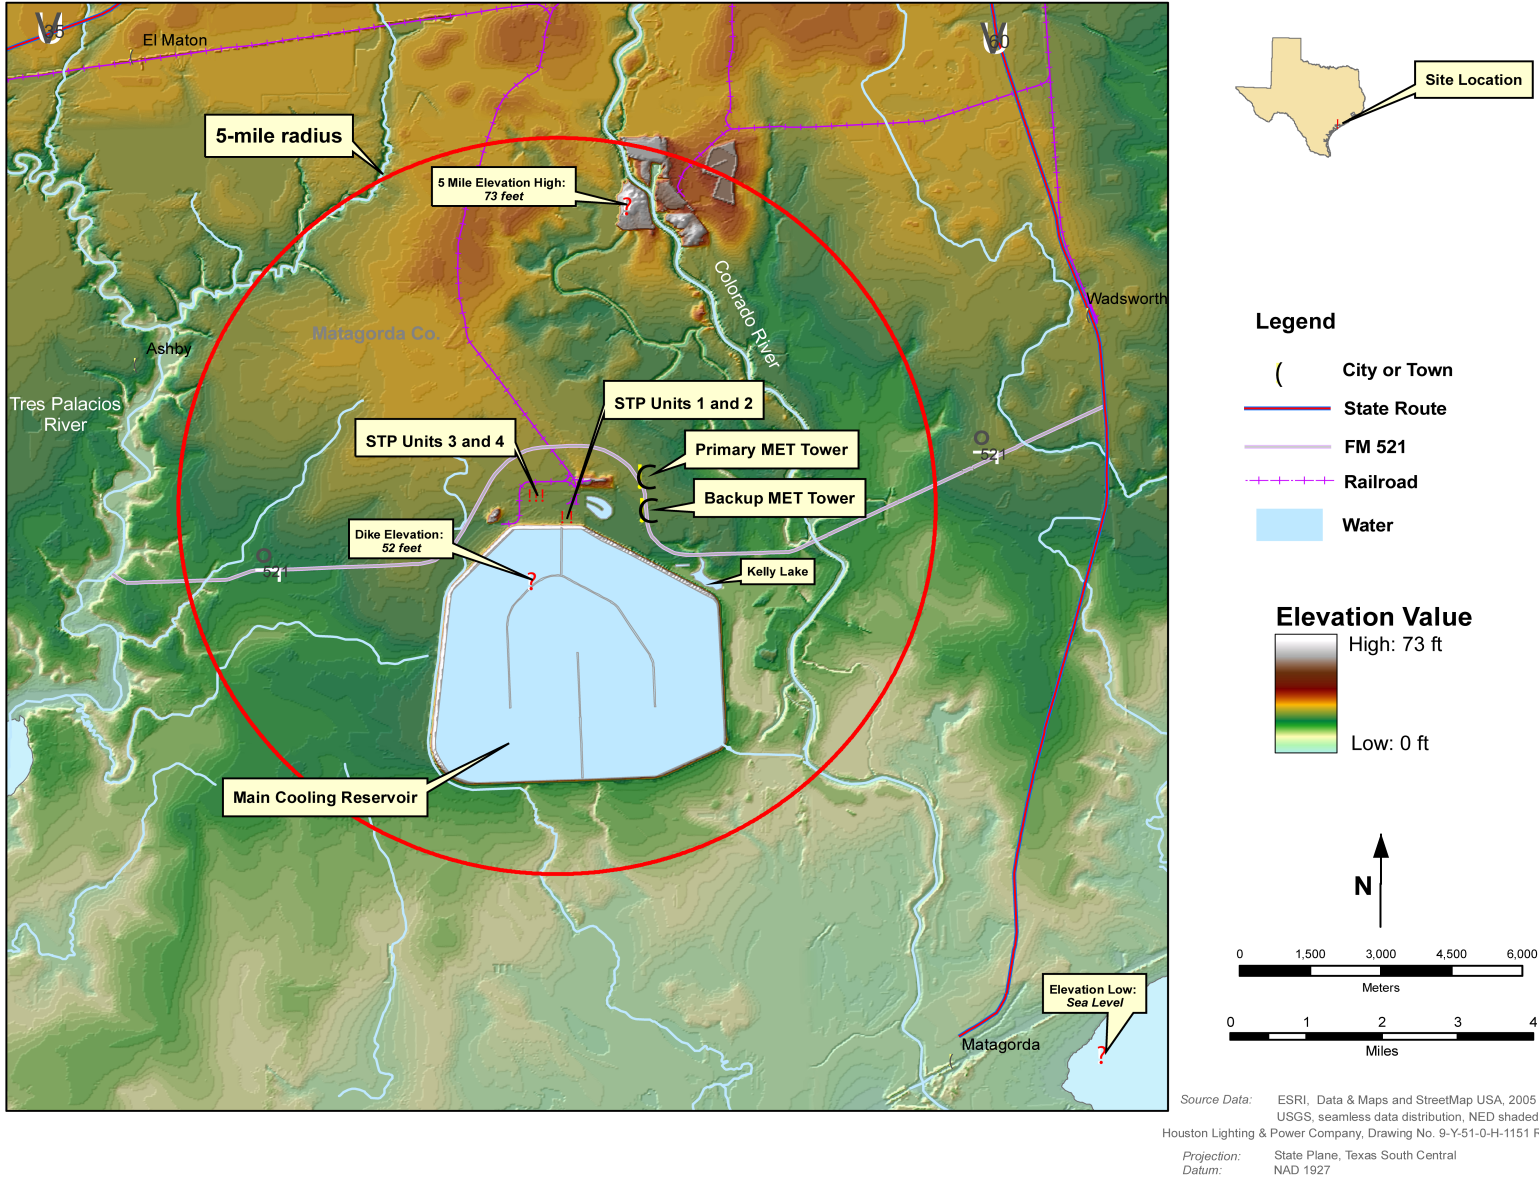 35
El Maton
60
Site Location
5-mile radius
5 Mile Elevation High:
73 feet
Colorado River
Wadsworth
Matagorda Co.
Ashby
Tres Palacios
River
STP Units 1 and 2
STP Units 3 and 4
Primary MET Tower
Backup MET Tower
521
!!!
!!
?
Dike Elevation:
52 feet
?
521
Kelly Lake
Main Cooling Reservoir
Elevation Low:
Sea Level
?
Matagorda
Legend
City or Town
State Route
FM 521
Railroad
Water
Elevation Value
High: 73 ft
Low: 0 ft
N
0 1,500 3,000 4,500 6,000
Meters
0 1 2 3 4
Miles
Source Data: ESRI, Data & Maps and StreetMap USA, 2005
USGS, seamless data distribution, NED shaded
Houston Lighting & Power Company, Drawing No. 9-Y-51-0-H-1151 R
Projection: State Plane, Texas South Central
Datum: NAD 1927